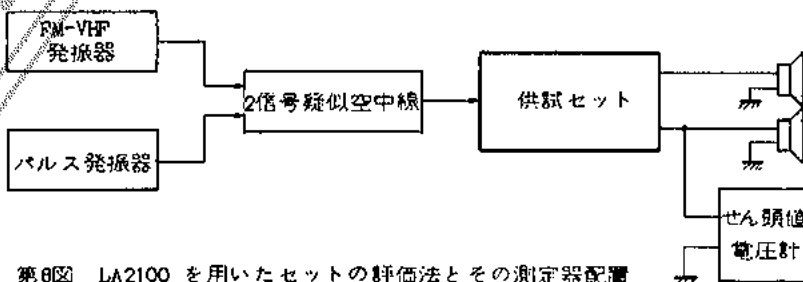 FM-VHF
発振器
2信号疑似空中線
供試セット
パルス発振器
せん頭値
電圧計
第8図 LA2100 を用いたセットの評価法とその測定器配置